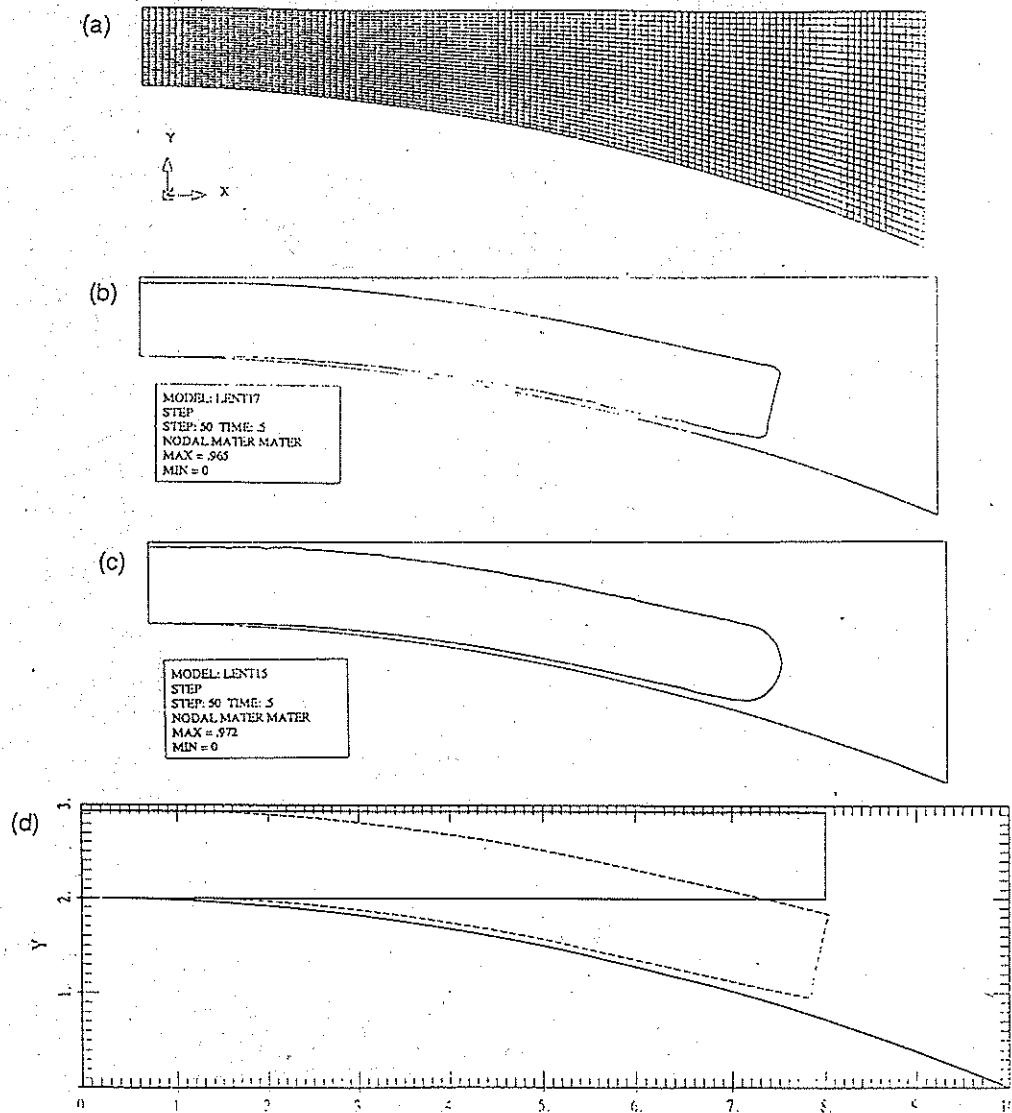 (a)
Y
X
(b)
MODEL: LENT17
STEP
STEP: 50 TIME: .5
NODAL MATER MATER
MAX = .965
MIN = 0
(c)
MODEL: LENT15
STEP
STEP: 50 TIME: .5
NODAL MATER MATER
MAX = .972
MIN = 0
(d)
3.
2.
1.
Y
0 1 2. 3. 4. 5. 6. 7. 8. 9.